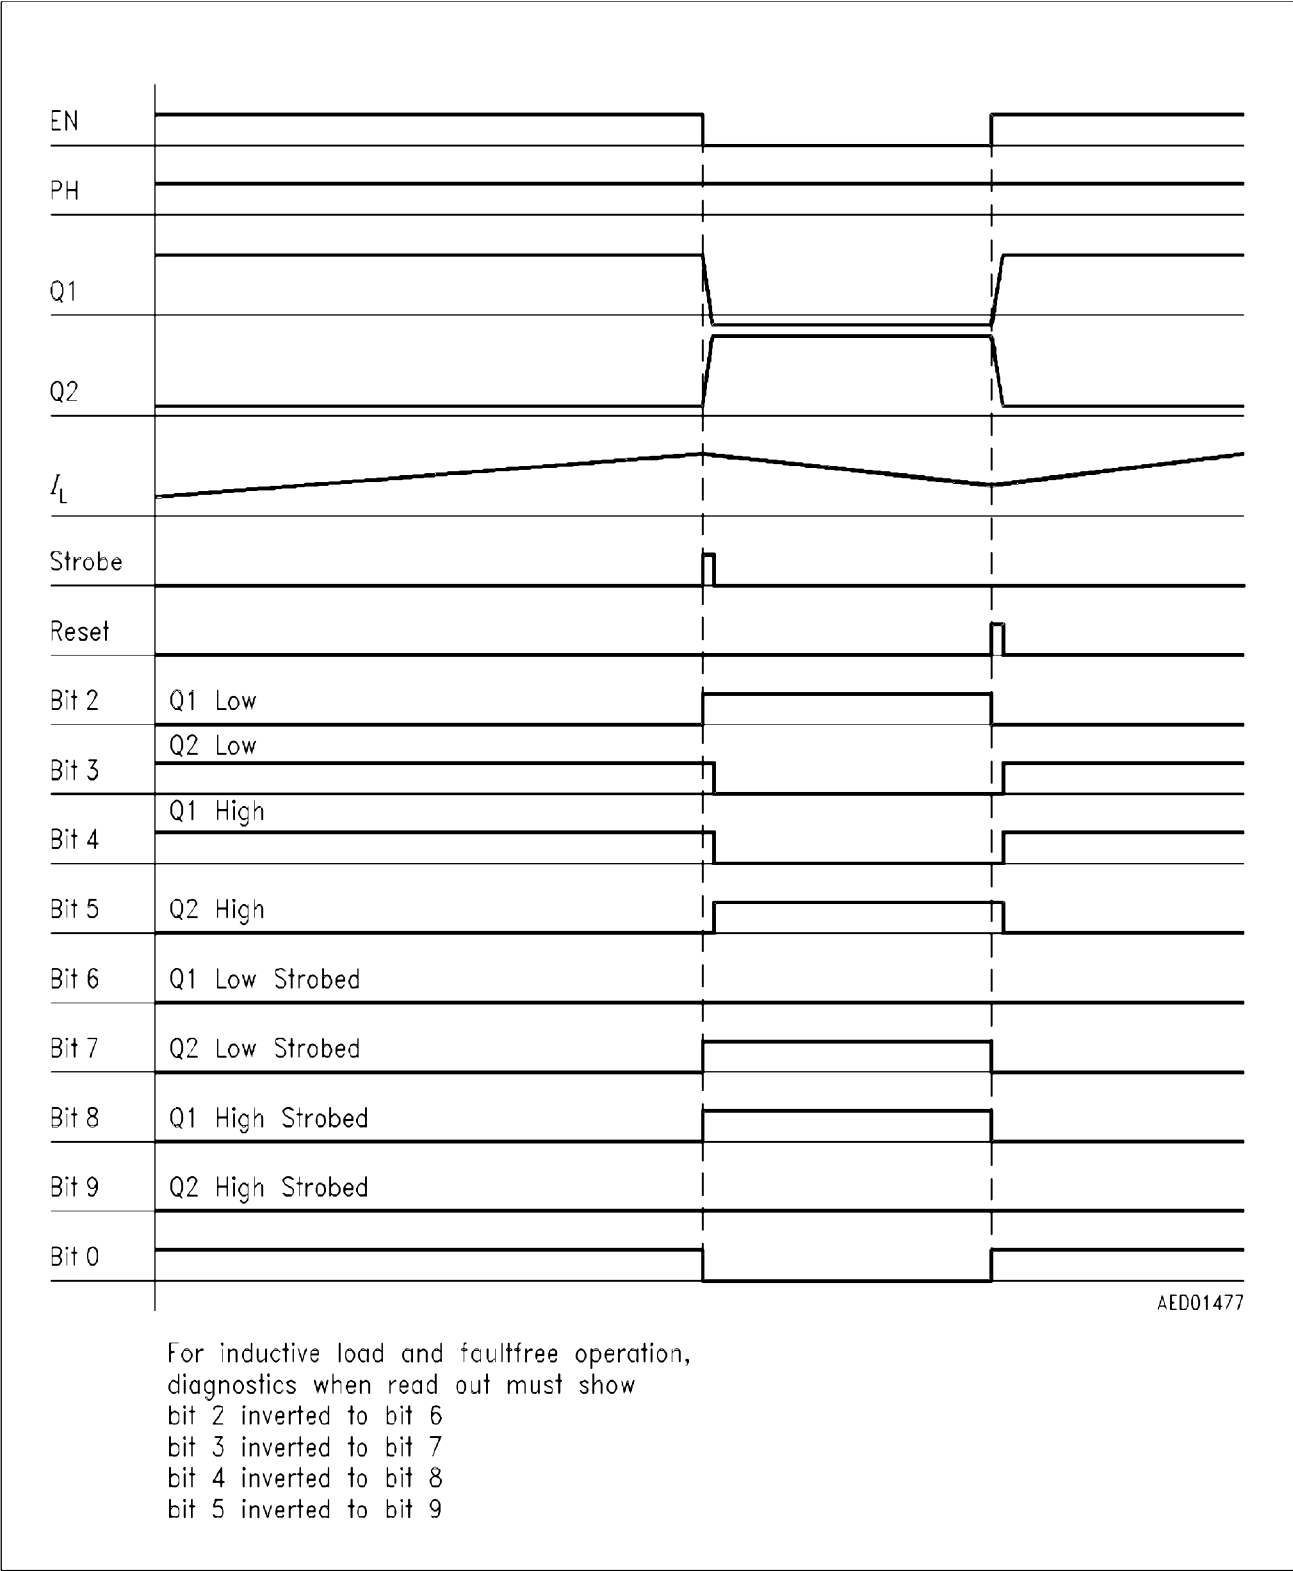 EN
PH
Q1
Q2
IL
Strobe
Reset
Bit 2 Q1 Low
Q2 Low
Bit 3
Q1 High
Bit 4
Bit 5 Q2 High
Bit 6 Q1 Low Strobed
Bit 7 Q2 Low Strobed
Bit 8 Q1 High Strobed
Bit 9 Q2 High Strobed
Bit 0
AED01477
For inductive load and faultfree operation,
diagnostics when read out must show
bit 2 inverted to bit 6
bit 3 inverted to bit 7
bit 4 inverted to bit 8
bit 5 inverted to bit 9